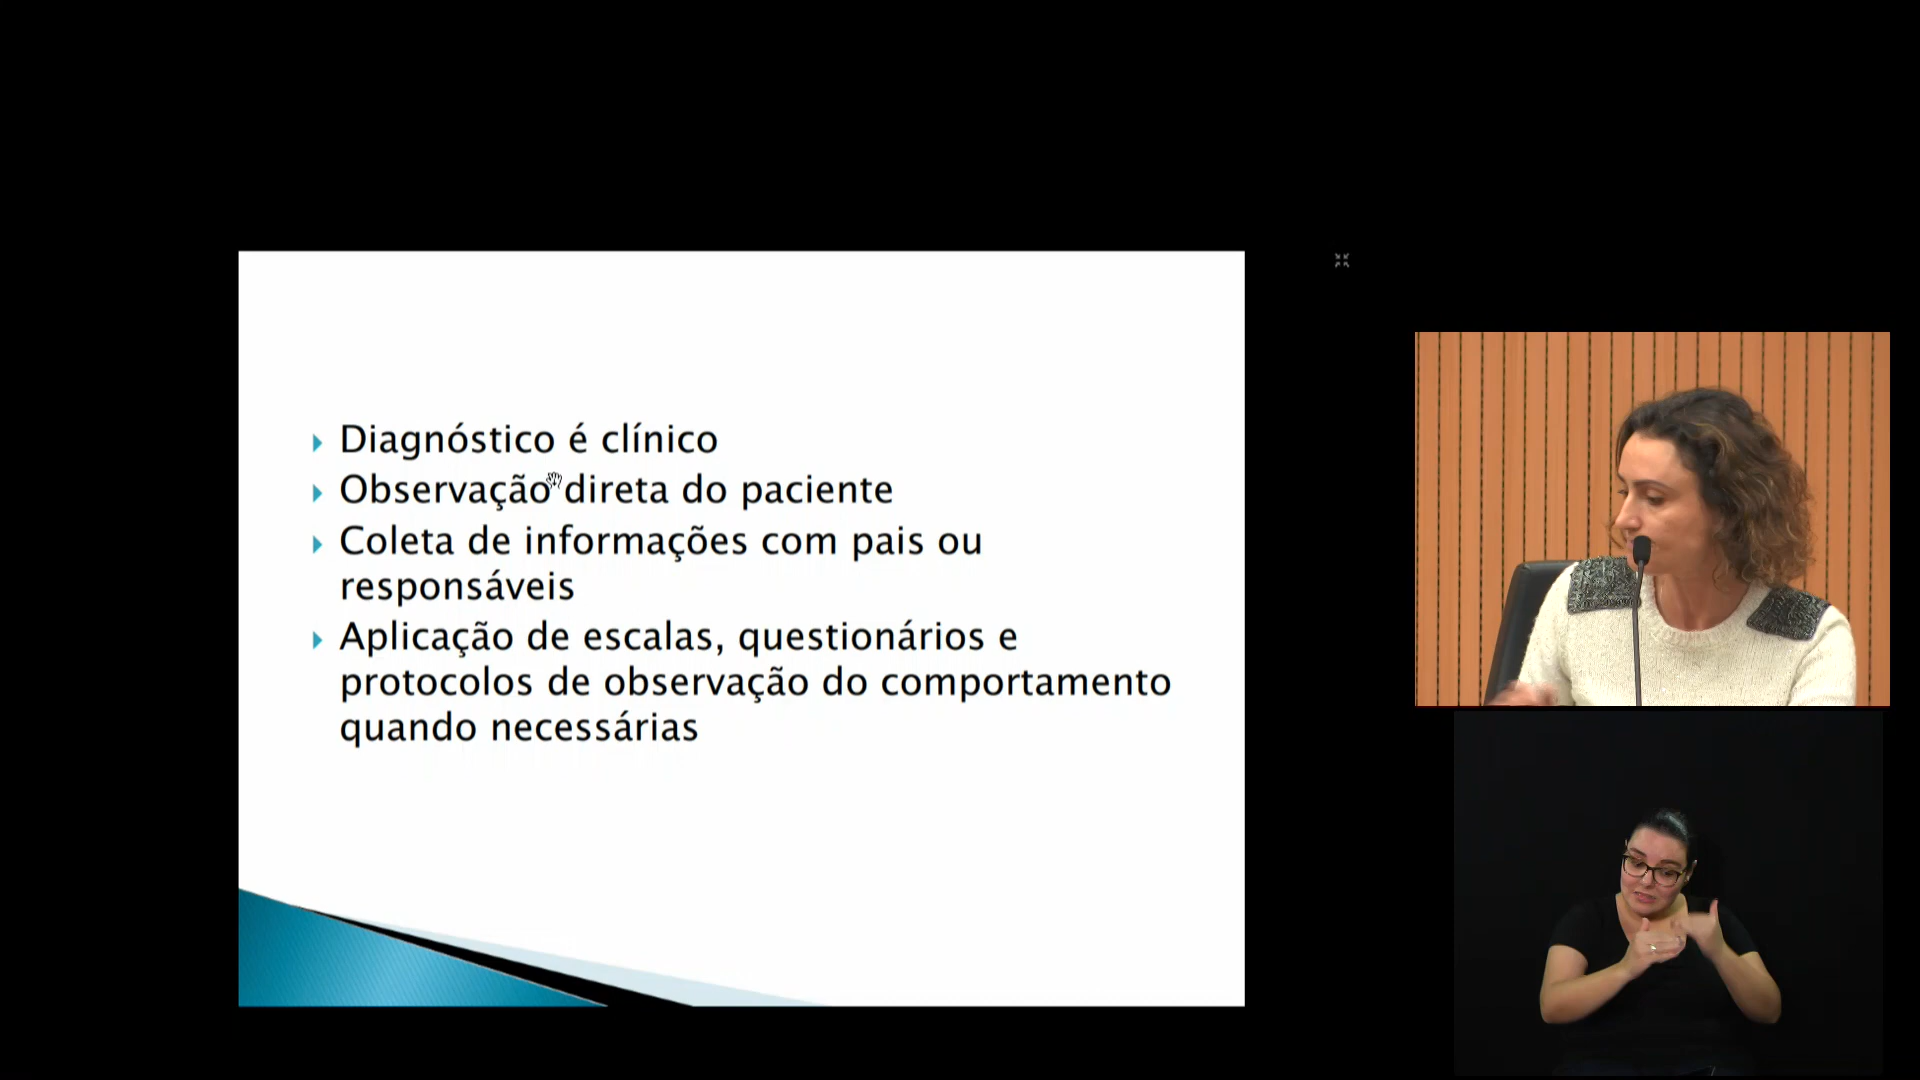 Diagnóstico é clínico
Observação direta do paciente
Coleta de informações com pais ou
responsáveis
Aplicação de escalas, questionários e
protocolos de observação do comportamento
quando necessárias